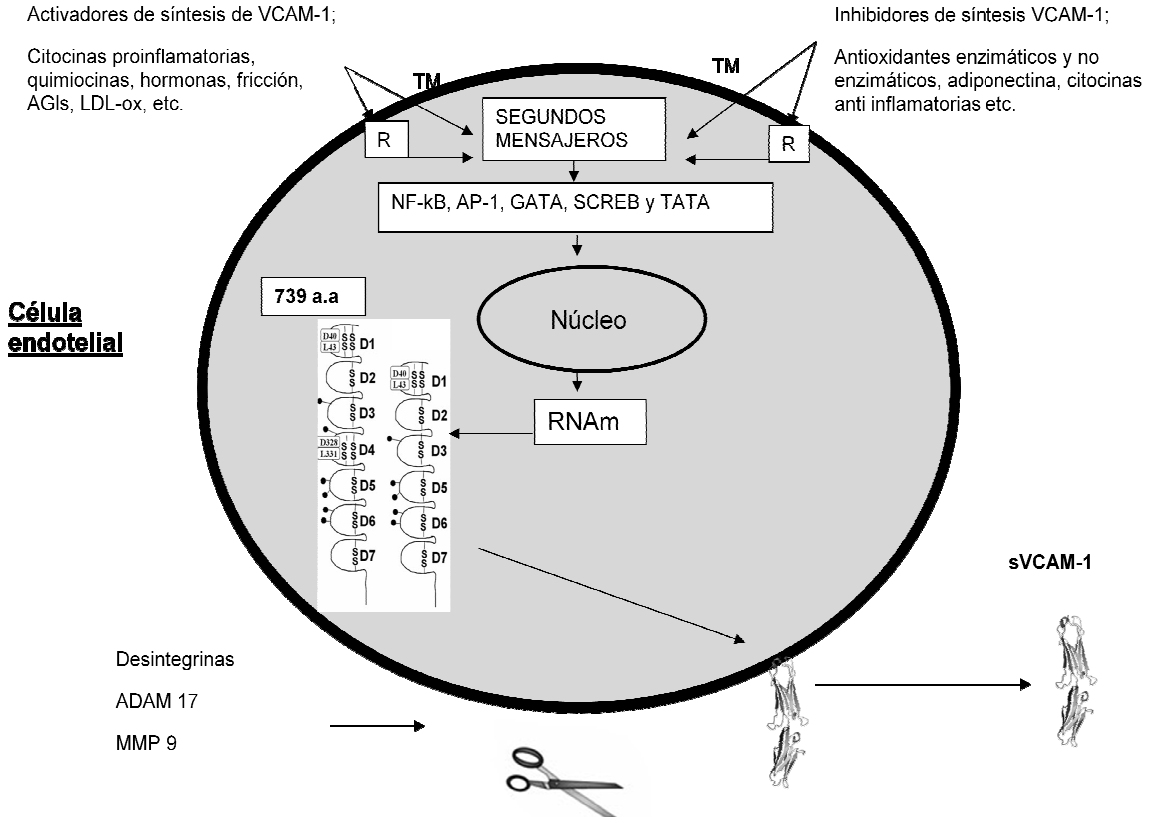 Activadores de síntesis de VCAM-1;
Citocinas proinflamatorias,
quimiocinas, hormonas, fricción,
AGIs, LDL-ox, etc.
Inhibidores de síntesis VCAM-1;
Antioxidantes enzimáticos y no
enzimáticos, adiponectina, citocinas
anti inflamatorias etc.
TM
TM
R
SEGUNDOS
MENSAJEROS
R
NF-kB, AP-1, GATA, SCREB y TATA
Célula
endotelial
739 a.a
Núcleo
RNAm
D40
L43
S S
S S
D1
S
S
D2
D3
D328
L331
S S
S S
D4
S
S
D5
S
S
D6
S
S
D7
D40
L43
S S
S S
D1
S
S
D2
S
S
D3
S
S
D5
S
S
D6
S
S
D7
sVCAM-1
Desintegrinas
ADAM 17
MMP 9